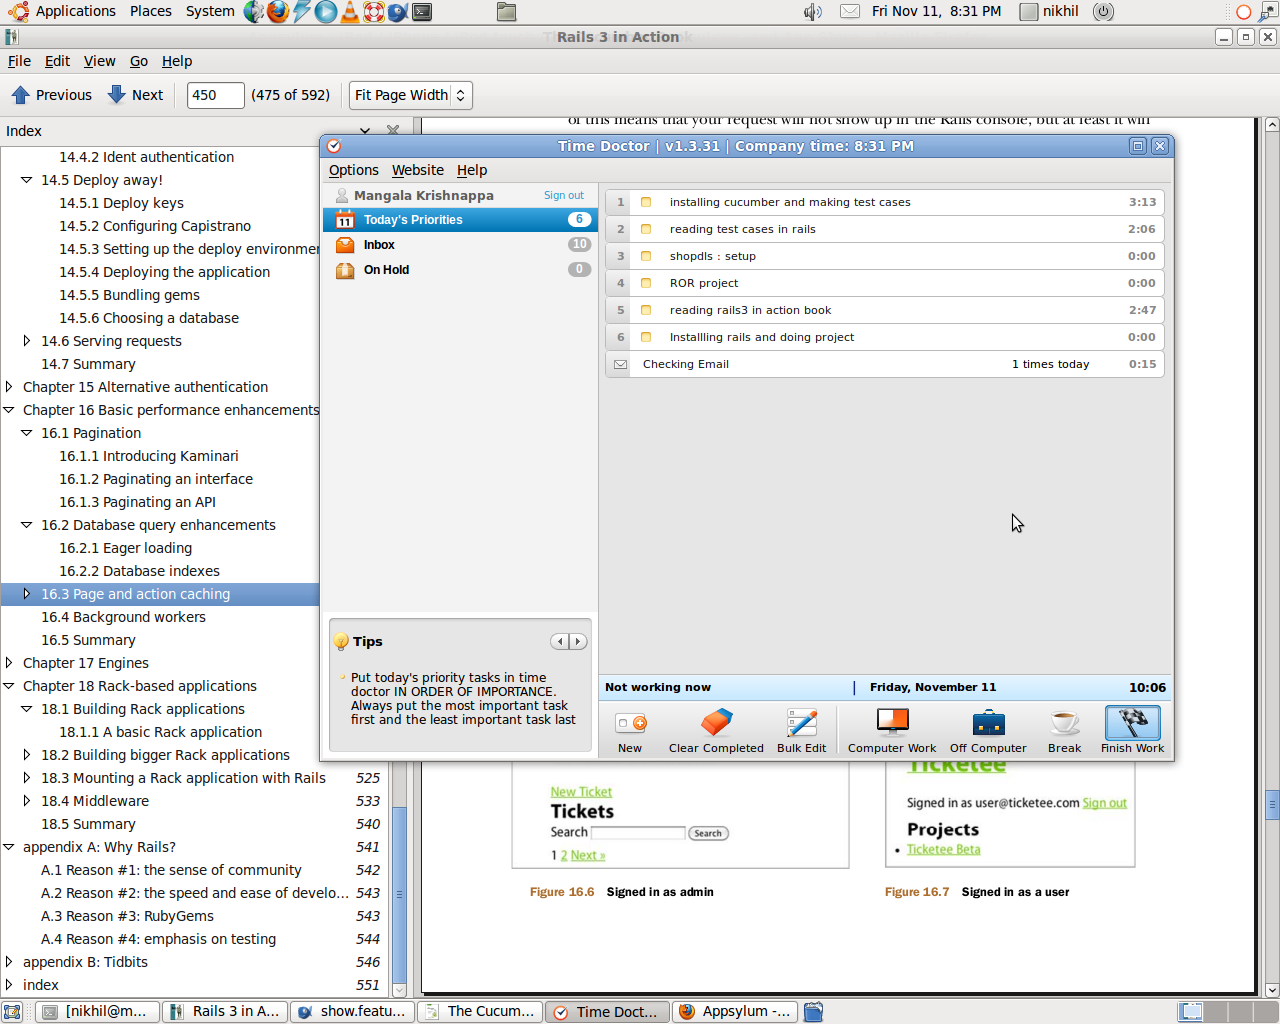 Applications Places System
Fri Nov 11, 8:31 PM nikhil
Rails 3 in Action
File Edit View Go Help
Previous Next 450 (475 of 592) Fit Page Width
Index
14.4.2 Ident authentication
14.5 Deploy away!
14.5.1 Deploy keys
14.5.2 Configuring Capistrano
14.5.3 Setting up the deploy environmen
14.5.4 Deploying the application
14.5.5 Bundling gems
14.5.6 Choosing a database
14.6 Serving requests
14.7 Summary
Chapter 15 Alternative authentication
Chapter 16 Basic performance enhancements
16.1 Pagination
16.1.1 Introducing Kaminari
16.1.2 Paginating an interface
16.1.3 Paginating an API
16.2 Database query enhancements
16.2.1 Eager loading
16.2.2 Database indexes
16.3 Page and action caching
16.4 Background workers
16.5 Summary
Chapter 17 Engines
Chapter 18 Rack-based applications
18.1 Building Rack applications
18.1.1 A basic Rack application
18.2 Building bigger Rack applications
18.3 Mounting a Rack application with Rails 525
18.4 Middleware 533
18.5 Summary 540
appendix A: Why Rails? 541
A.1 Reason #1: the sense of community 542
A.2 Reason #2: the speed and ease of develo... 543
A.3 Reason #3: RubyGems 543
A.4 Reason #4: emphasis on testing 544
appendix B: Tidbits 546
index 551
of this means that your request will not show up in the Rails console, but at least it will
Time Doctor | v1.3.31 | Company time: 8:31 PM
Options Website Help
Mangala Krishnappa Sign out
11 Today's Priorities 6
Inbox 10
On Hold 0
1 installing cucumber and making test cases 3:13
2 reading test cases in rails 2:06
3 shopdls : setup 0:00
4 ROR project 0:00
5 reading rails3 in action book 2:47
6 Installling rails and doing project 0:00
Checking Email 1 times today 0:15
Tips
Put today's priority tasks in time
doctor IN ORDER OF IMPORTANCE.
Always put the most important task
first and the least important task last
Not working now | Friday, November 11 10:06
New Clear Completed Bulk Edit Computer Work Off Computer Break Finish Work
New Ticket
Tickets
Search Search
1 2 Next »
Figure 16.6 Signed in as admin
Ticketee
Signed in as user@ticketee.com Sign out
Projects
• Ticketee Beta
Figure 16.7 Signed in as a user
[nikhil@m... Rails 3 in A... show.featu... The Cucum... Time Doct... Appsylum -...